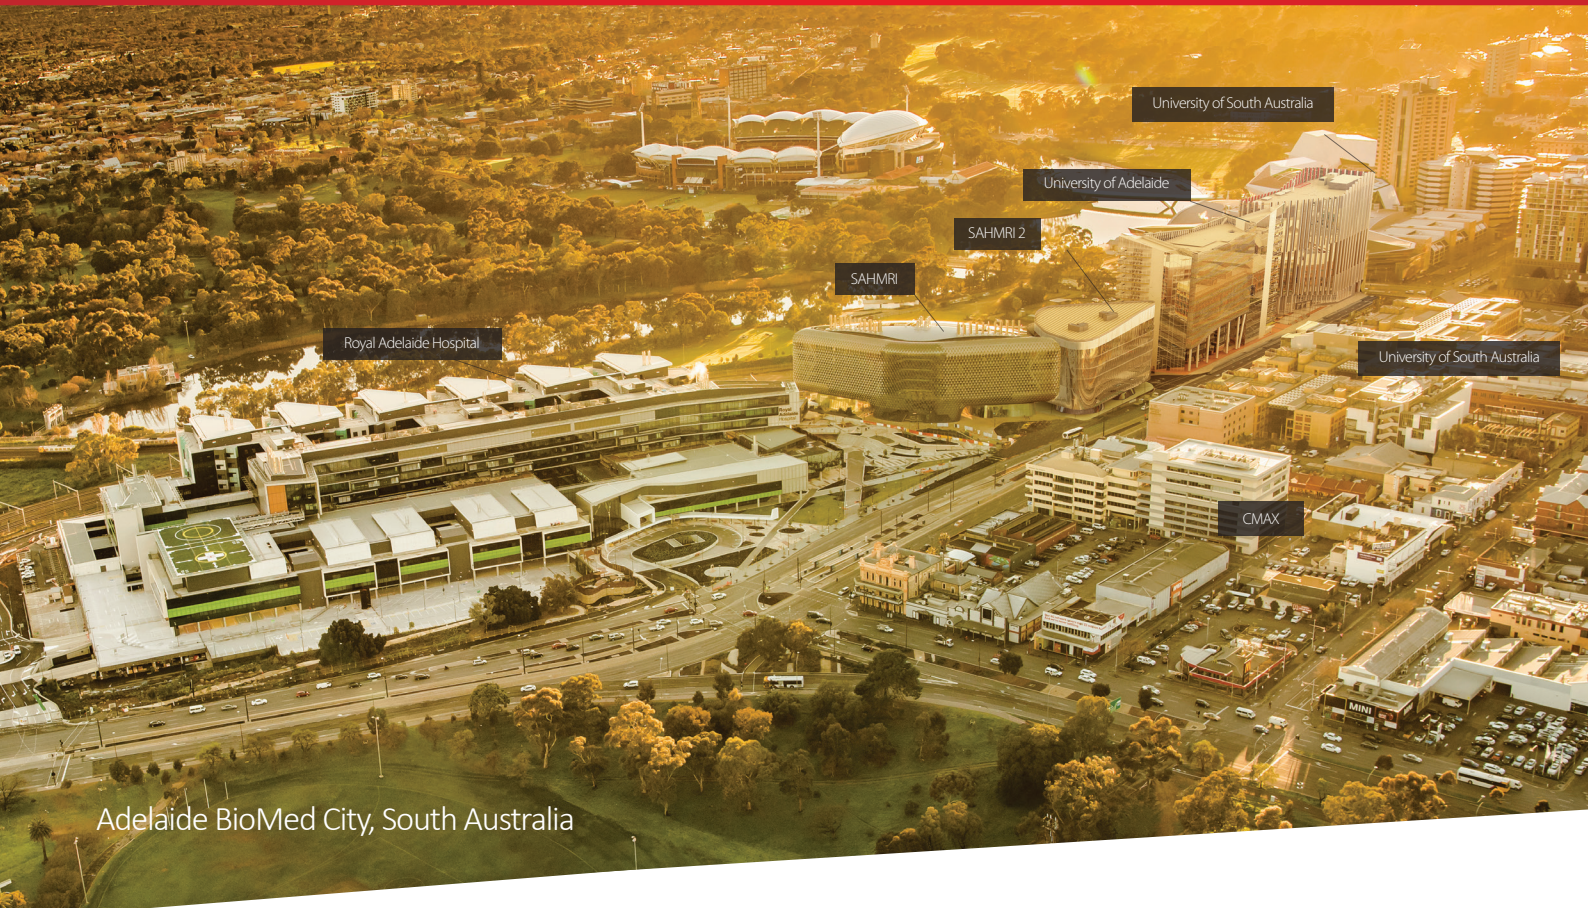 University of South Australia
University of Adelaide
SAHMRI 2
SAHMRI
Royal Adelaide Hospital
University of South Australia
CMAX
MINI
Adelaide BioMed City, South Australia